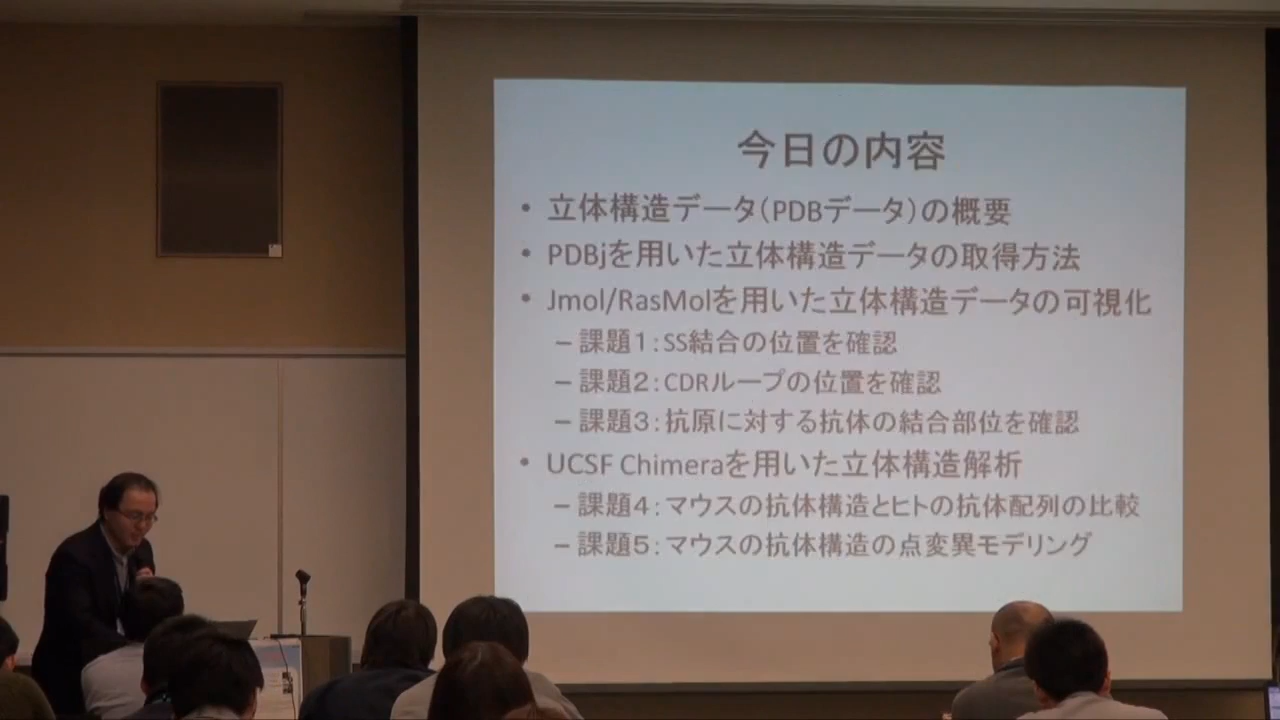 今日の内容
• 立体構造データ(PDBデータ)の概要
• PDBjを用いた立体構造データの取得方法
• Jmol/RasMolを用いた立体構造データの可視化
– 課題1:SS結合の位置を確認
– 課題2:CDRループの位置を確認
– 課題3:抗原に対する抗体の結合部位を確認
• UCSF Chimeraを用いた立体構造解析
– 課題4:マウスの抗体構造とヒトの抗体配列の比較
– 課題5:マウスの抗体構造の点変異モデリング